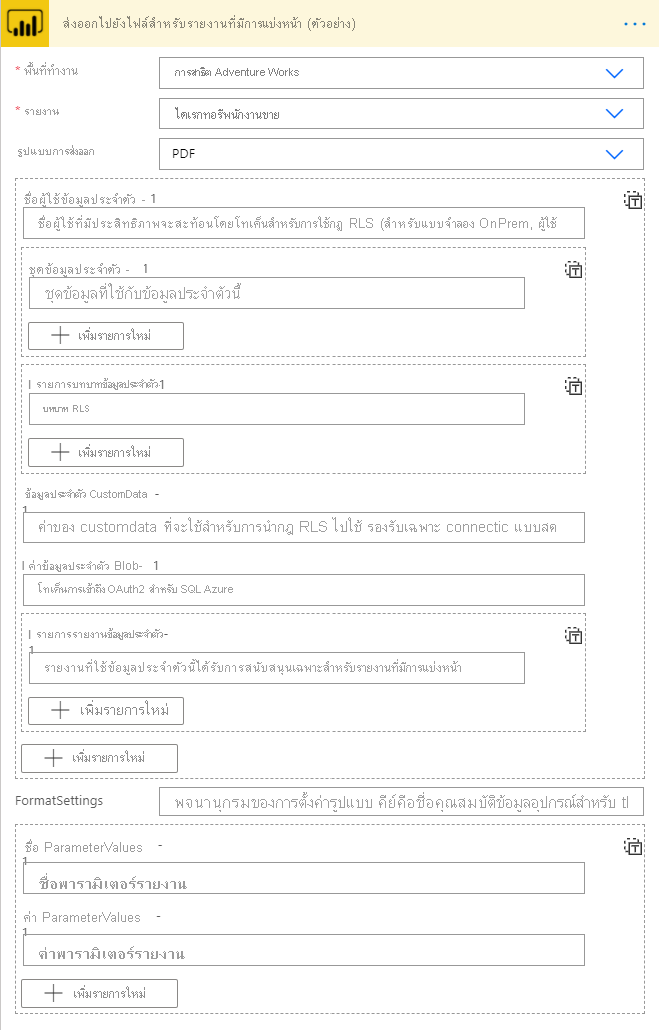 ส่งออกไปยังไฟล์สำหรับรายงานที่มีการแบ่งหน้า (ตัวอย่าง)
* พื้นที่ทำงาน
การสาธิต Adventure Works
* รายงาน
ไดเรกทอรีพนักงานขาย
รูปแบบการส่งออก
PDF
ชื่อผู้ใช้ข้อมูลประจำตัว - 1
ชื่อผู้ใช้ที่มีประสิทธิภาพจะสะท้อนโดยโทเค็นสำหรับการใช้กฎ RLS (สำหรับแบบจำลอง OnPrem, ผู้ใช้
ชุดข้อมูลประจำตัว - 1
ชุดข้อมูลที่ใช้กับข้อมูลประจำตัวนี้
เพิ่มรายการใหม่
I รายการบทบาทข้อมูลประจำตัว-1
บทบาท RLS
เพิ่มรายการใหม่
ข้อมูลประจำตัว CustomData -
1
ค่าของ customdata ที่จะใช้สำหรับการนำกฎ RLS ไปใช้ รองรับเฉพาะ connectic แบบสด
I ค่าข้อมูลประจำตัว Blob- 1
โทเค็นการเข้าถึง OAuth2 สำหรับ SQL Azure
I รายการรายงานข้อมูลประจำตัว-
1
รายงานที่ใช้ข้อมูลประจำตัวนี้ได้รับการสนับสนุนเฉพาะสำหรับรายงานที่มีการแบ่งหน้า
เพิ่มรายการใหม่
เพิ่มรายการใหม่
FormatSettings
พจนานุกรมของการตั้งค่ารูปแบบ คีย์คือชื่อคุณสมบัติข้อมูลอุปกรณ์สำหรับ tl
ชื่อ ParameterValues -
1
ชื่อพารามิเตอร์รายงาน
ค่า ParameterValues -
1
ค่าพารามิเตอร์รายงาน
เพิ่มรายการใหม่